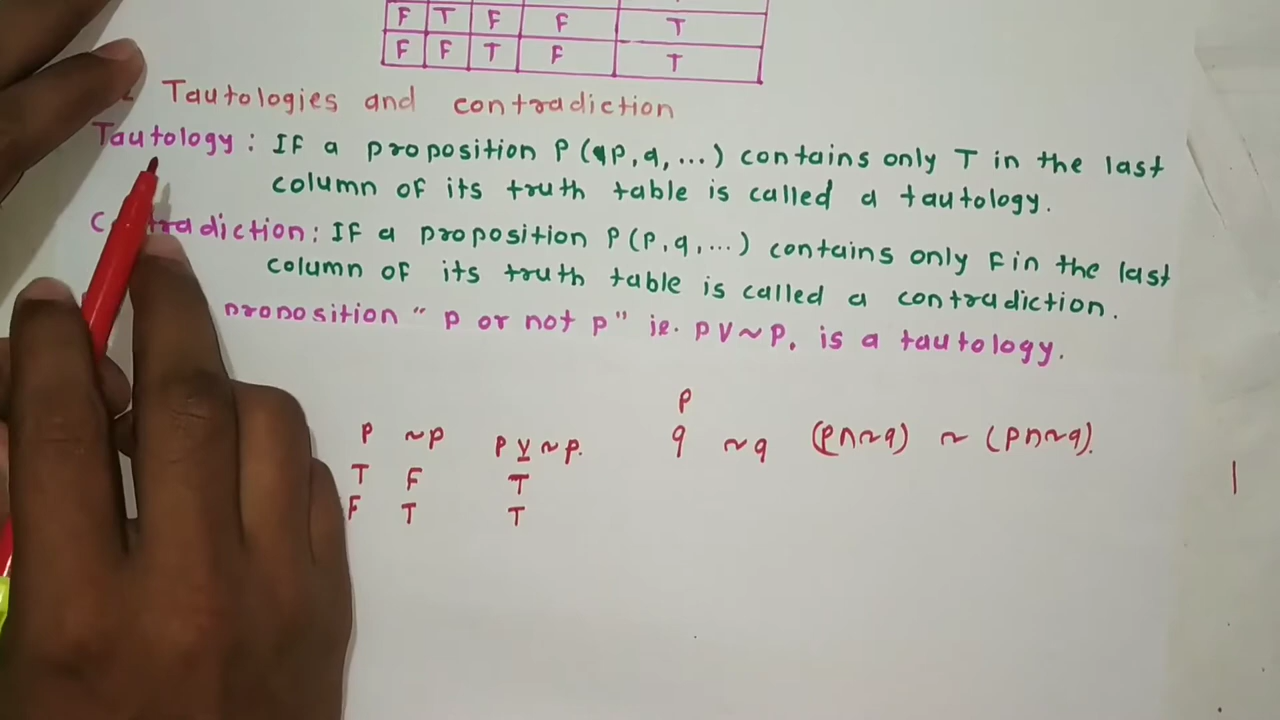 F T F F T
F F T F T
Tautologies and contradiction
Tautology : If a proposition P (p, q, ...) contains only T in the last
column of its truth table is called a tautology.
contradiction: If a proposition P (p, q, ...) contains only F in the last
column of its truth table is called a contradiction.
proposition "p or not p" ie. p ∨ ~p. is a tautology.
p
p ~p p ∨ ~p. q ~q (p∩~q) ~(p∩~q).
T F T
F T T